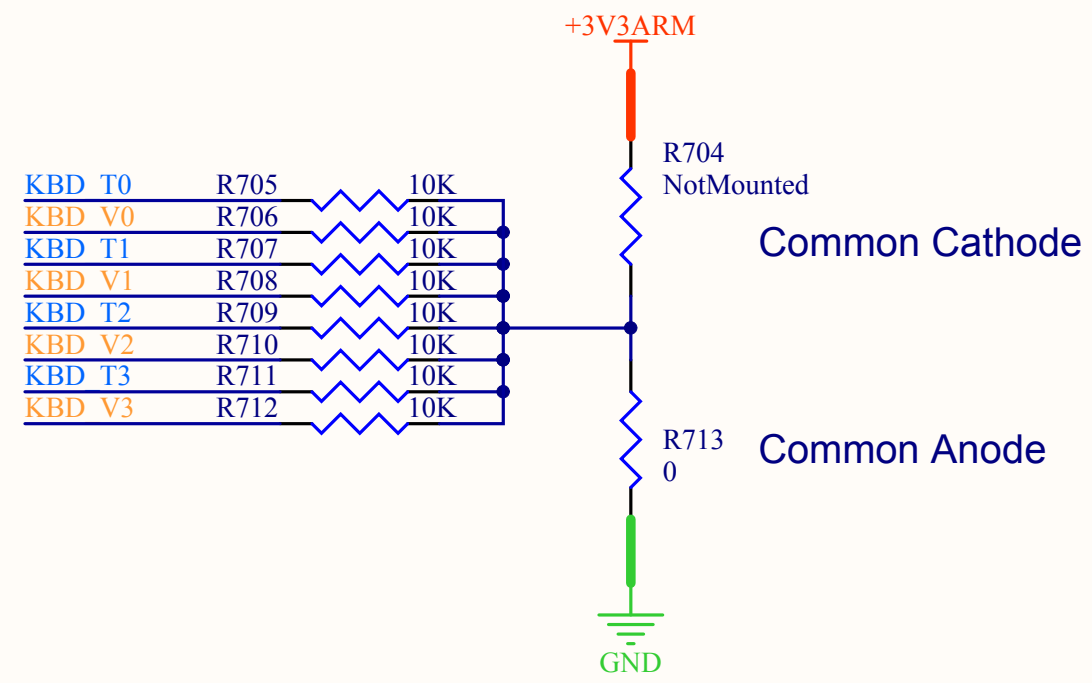 +3V3ARM
R704
NotMounted
Common Cathode
KBD T0 R705 10K
KBD V0 R706 10K
KBD T1 R707 10K
KBD V1 R708 10K
KBD T2 R709 10K
KBD V2 R710 10K
KBD T3 R711 10K
KBD V3 R712 10K
R713
0
Common Anode
GND